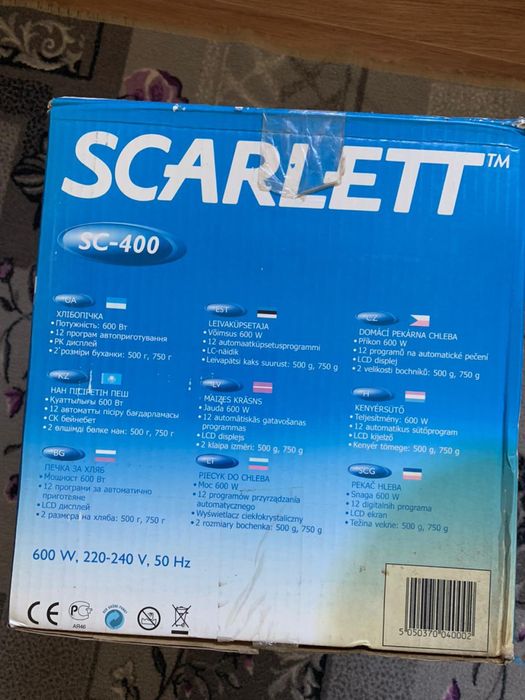 SCARLETT™
SC-400
UA
ХЛІБОПІЧКА
• Потужність: 600 Вт
• 12 програм автоприготування
• РК дисплей
• 2 розміри буханки: 500 г, 750 г
EST
LEIVAKÜPSETAJA
• Võimsus 600 W
• 12 automaatküpsetusprogrammi
LC-näidik
• Leivapätsi kaks suurust: 500 g, 750 g
CZ
DOMÁCÍ PEKÁRNA CHLEBA
• Příkon 600 W
• 12 programů na automatické pečení
• LCD displej
• 2 velikosti bochníků: 500 g, 750 g
KZ
НАН ПІСІРЕТІН ПЕШ
• Қуаттылығы 600 Вт
• 12 автоматты пісіру бағдарламасы
• СК бейнебет
• 2 өлшімді бөлке нан: 500 г, 750 г
LV
MAIZES KRĀSNS
• Jauda 600 W
• 12 automātiskās gatavošanas
programmas
• LCD displejs
• 2 klaipa izmēri: 500 g, 750 g
H
KENYÉRSÜTŐ
• Teljesítmény: 600 W
• 12 automatikus sütőprogram
• LCD kijelző
• Kenyér tömege: 500 g, 750 g
BG
ПЕЧКА ЗА ХЛЯБ
• Мощност 600 Вт
• 12 програми за автоматично
приготвяне
• LCD дисплей
• 2 размера на хляба: 500 г, 750 г
PIECYK DO CHLEBA
• Moc 600 W
• 12 programów przyrządzania
automatycznego
• Wyświetlacz ciekłokrystaliczny
• 2 rozmiary bochenka: 500 g, 750 g
SCG
PEKAČ HLEBA
• Snaga 600 W
• 12 digitalnih programa
• LCD ekran
• Težina vekne: 500 g, 750 g
600 W, 220-240 V, 50 Hz
CE
АЯ46
5 050370 040002